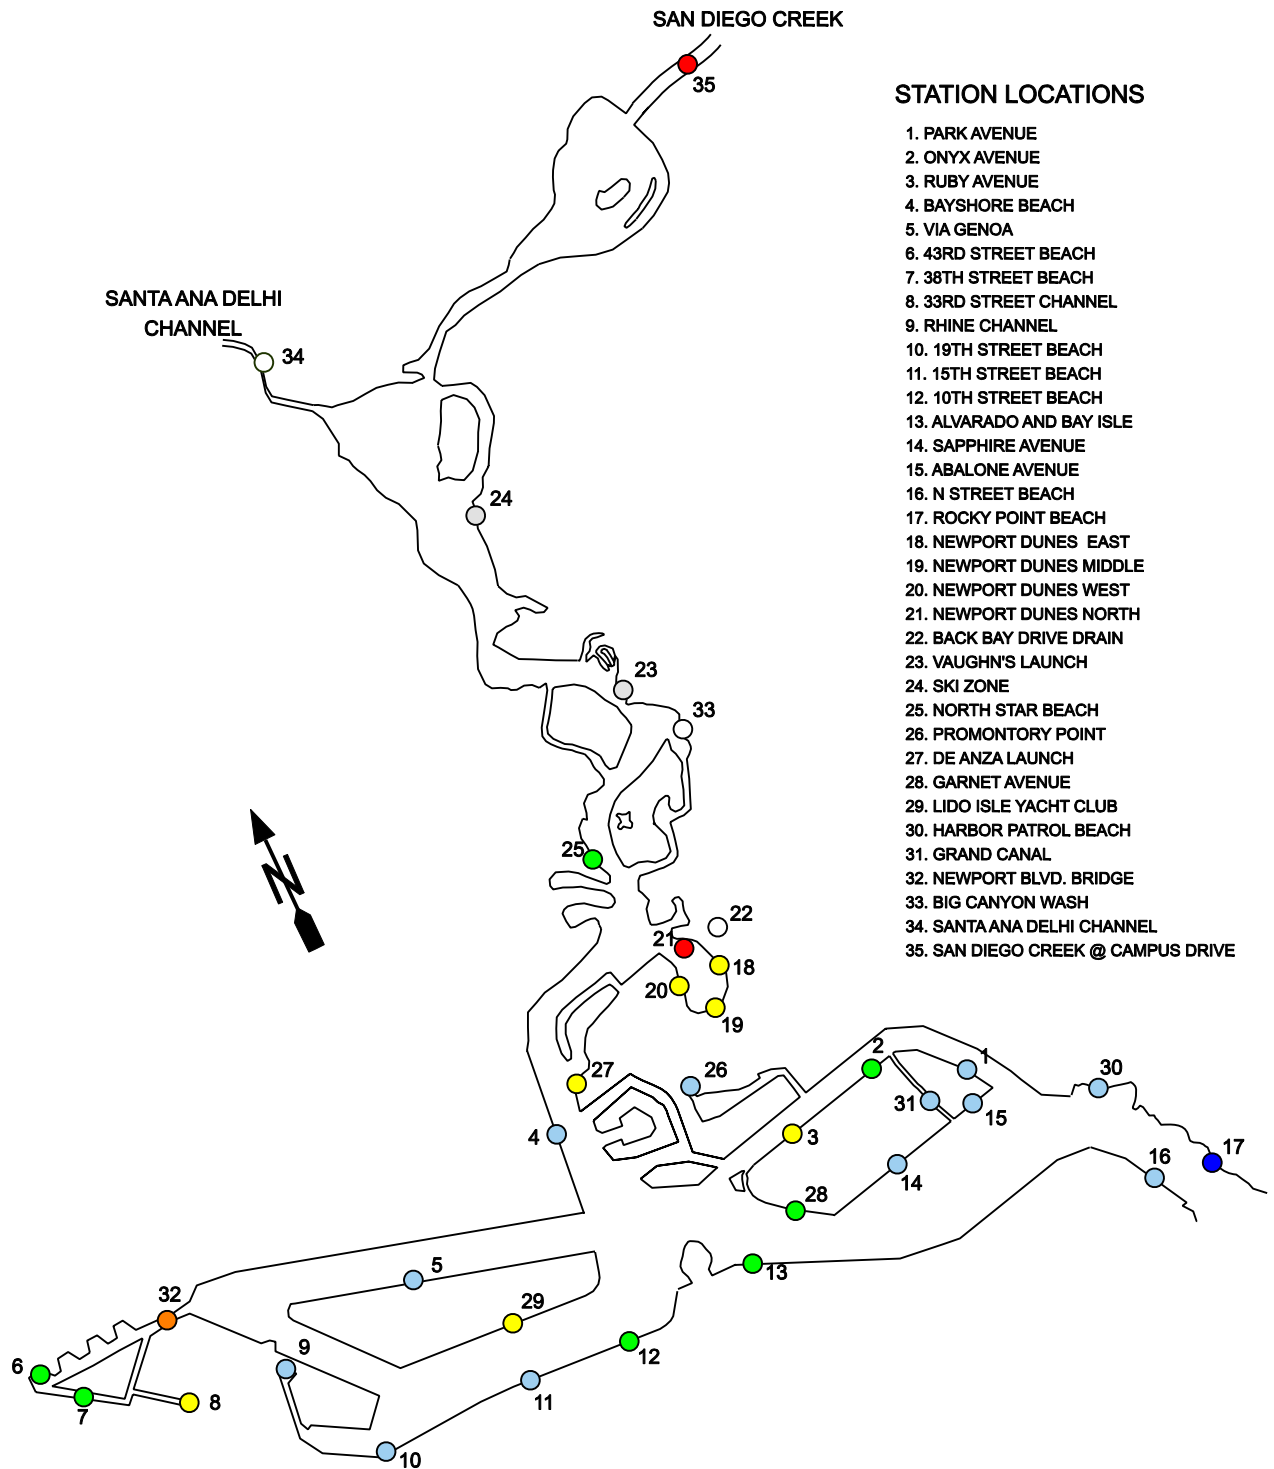 SAN DIEGO CREEK
35
STATION LOCATIONS
1. PARK AVENUE
2. ONYX AVENUE
3. RUBY AVENUE
4. BAYSHORE BEACH
5. VIA GENOA
6. 43RD STREET BEACH
7. 38TH STREET BEACH
8. 33RD STREET CHANNEL
9. RHINE CHANNEL
10. 19TH STREET BEACH
11. 15TH STREET BEACH
12. 10TH STREET BEACH
13. ALVARADO AND BAY ISLE
14. SAPPHIRE AVENUE
15. ABALONE AVENUE
16. N STREET BEACH
17. ROCKY POINT BEACH
18. NEWPORT DUNES EAST
19. NEWPORT DUNES MIDDLE
20. NEWPORT DUNES WEST
21. NEWPORT DUNES NORTH
22. BACK BAY DRIVE DRAIN
23. VAUGHN'S LAUNCH
24. SKI ZONE
25. NORTH STAR BEACH
26. PROMONTORY POINT
27. DE ANZA LAUNCH
28. GARNET AVENUE
29. LIDO ISLE YACHT CLUB
30. HARBOR PATROL BEACH
31. GRAND CANAL
32. NEWPORT BLVD. BRIDGE
33. BIG CANYON WASH
34. SANTA ANA DELHI CHANNEL
35. SAN DIEGO CREEK @ CAMPUS DRIVE
SANTA ANA DELHI
CHANNEL
34
24
23
33
25
22
21
18
20
19
N
2
1
27
26
30
31
15
4
3
17
16
14
28
13
5
32
29
9
12
6
8
11
7
10